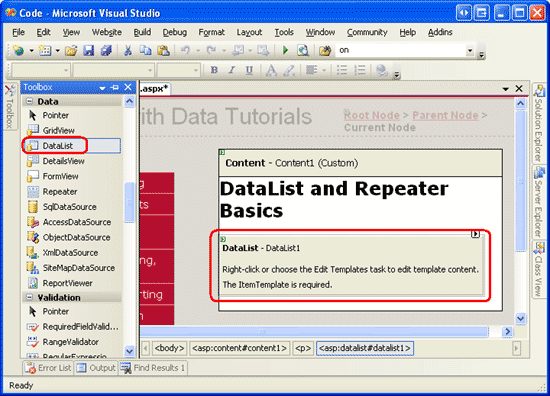 Code - Microsoft Visual Studio
File Edit View Website Build Debug Format Layout Tools Window Community Help Addins
on
Toolbox
Toolbox
Data
Pointer
GridView
DataList
DetailsView
FormView
Repeater
SqlDataSource
AccessDataSource
ObjectDataSource
XmlDataSource
SiteMapDataSource
ReportViewer
Validation
Pointer
RequiredFieldValid...
RangeValidator
RegularExpressio...
.aspx*
ith Data Tutorials
Root Node > Parent Node >
Current Node
g
ts
ng,
rting
Content - Content1 (Custom)
DataList and Repeater
Basics
DataList - DataList1
Right-click or choose the Edit Templates task to edit template content.
The ItemTemplate is required.
<body> <asp:content#content1> <p> <asp:datalist#datalist1>
Solution Explorer
Server Explorer
Class View
Error List Output Find Results 1
Ready